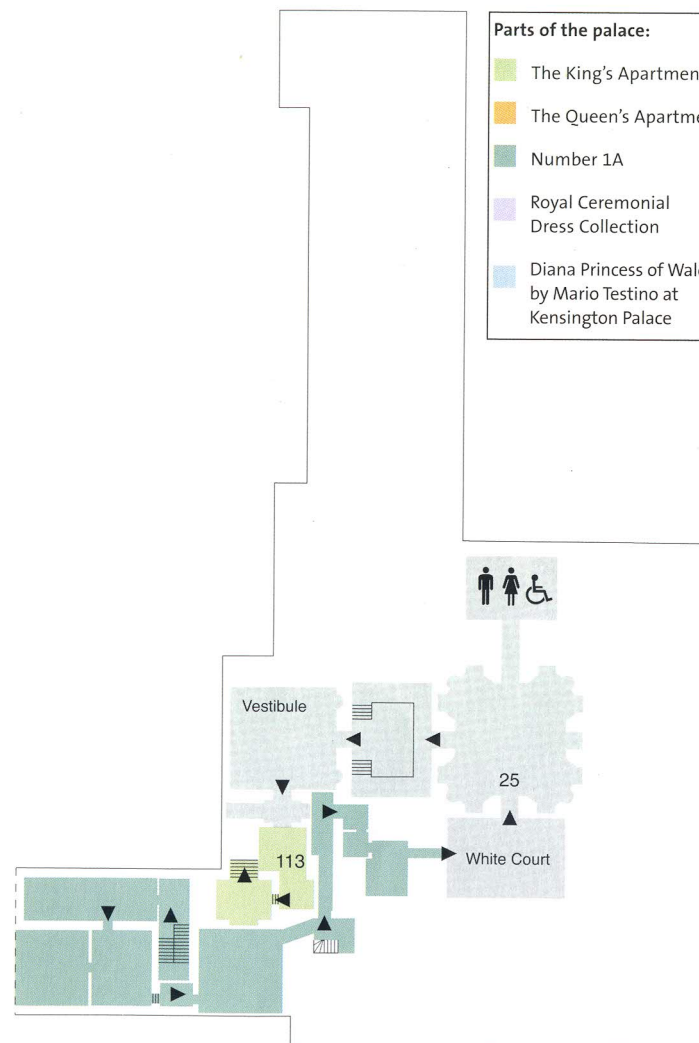 Parts of the palace:
The King's Apartmen
The Queen's Apartme
Number 1A
Royal Ceremonial
Dress Collection
Diana Princess of Wal
by Mario Testino at
Kensington Palace
Vestibule
25
113
White Court